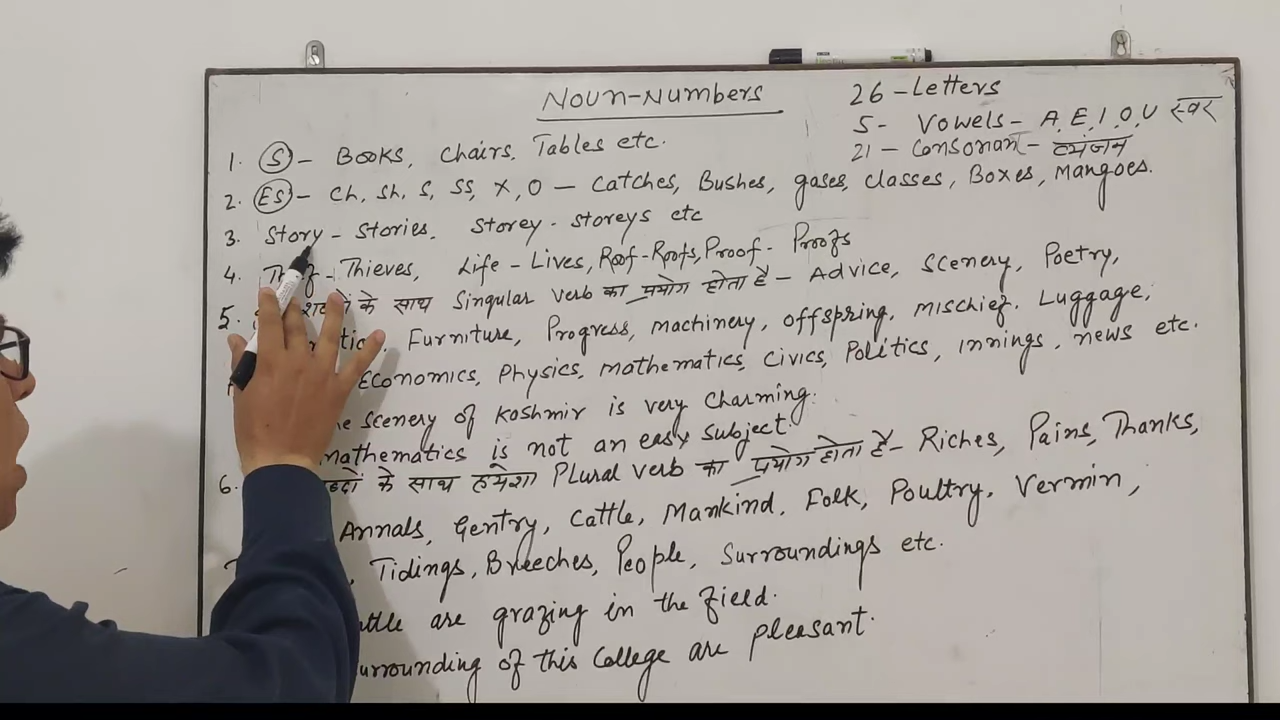 Noun-Numbers
26 - Letters
5 - Vowels - A, E, I, O, U स्वर
21 - Consonan - व्यंजन
1. (S) - Books, Chairs, Tables etc.
2. (ES) - Ch, Sh, S, SS, X, O - Catches, Bushes, gases, Classes, Boxes, Mangoes.
3. Story - Stories, Storey - Storeys etc
4. Thieves, Life - Lives, Roof - Roofs, Proof - Proofs
5. के साथ Singular verb का प्रयोग होता है - Advice, Scenery, Poetry,
Furniture, Progress, Machinery, offspring, Mischief, Luggage,
Economics, Physics, Mathematics, Civics, Politics, innings, news etc.
Scenery of Kashmir is very Charming.
Mathematics is not an easy subject.
6. के साथ हमेशा Plural verb का प्रयोग होता है - Riches, Pains, Thanks,
Annals, Gentry, Cattle, Mankind, Folk, Poultry, Vermin,
Tidings, Breeches, People, Surroundings etc.
are grazing in the field.
of this College are pleasant.